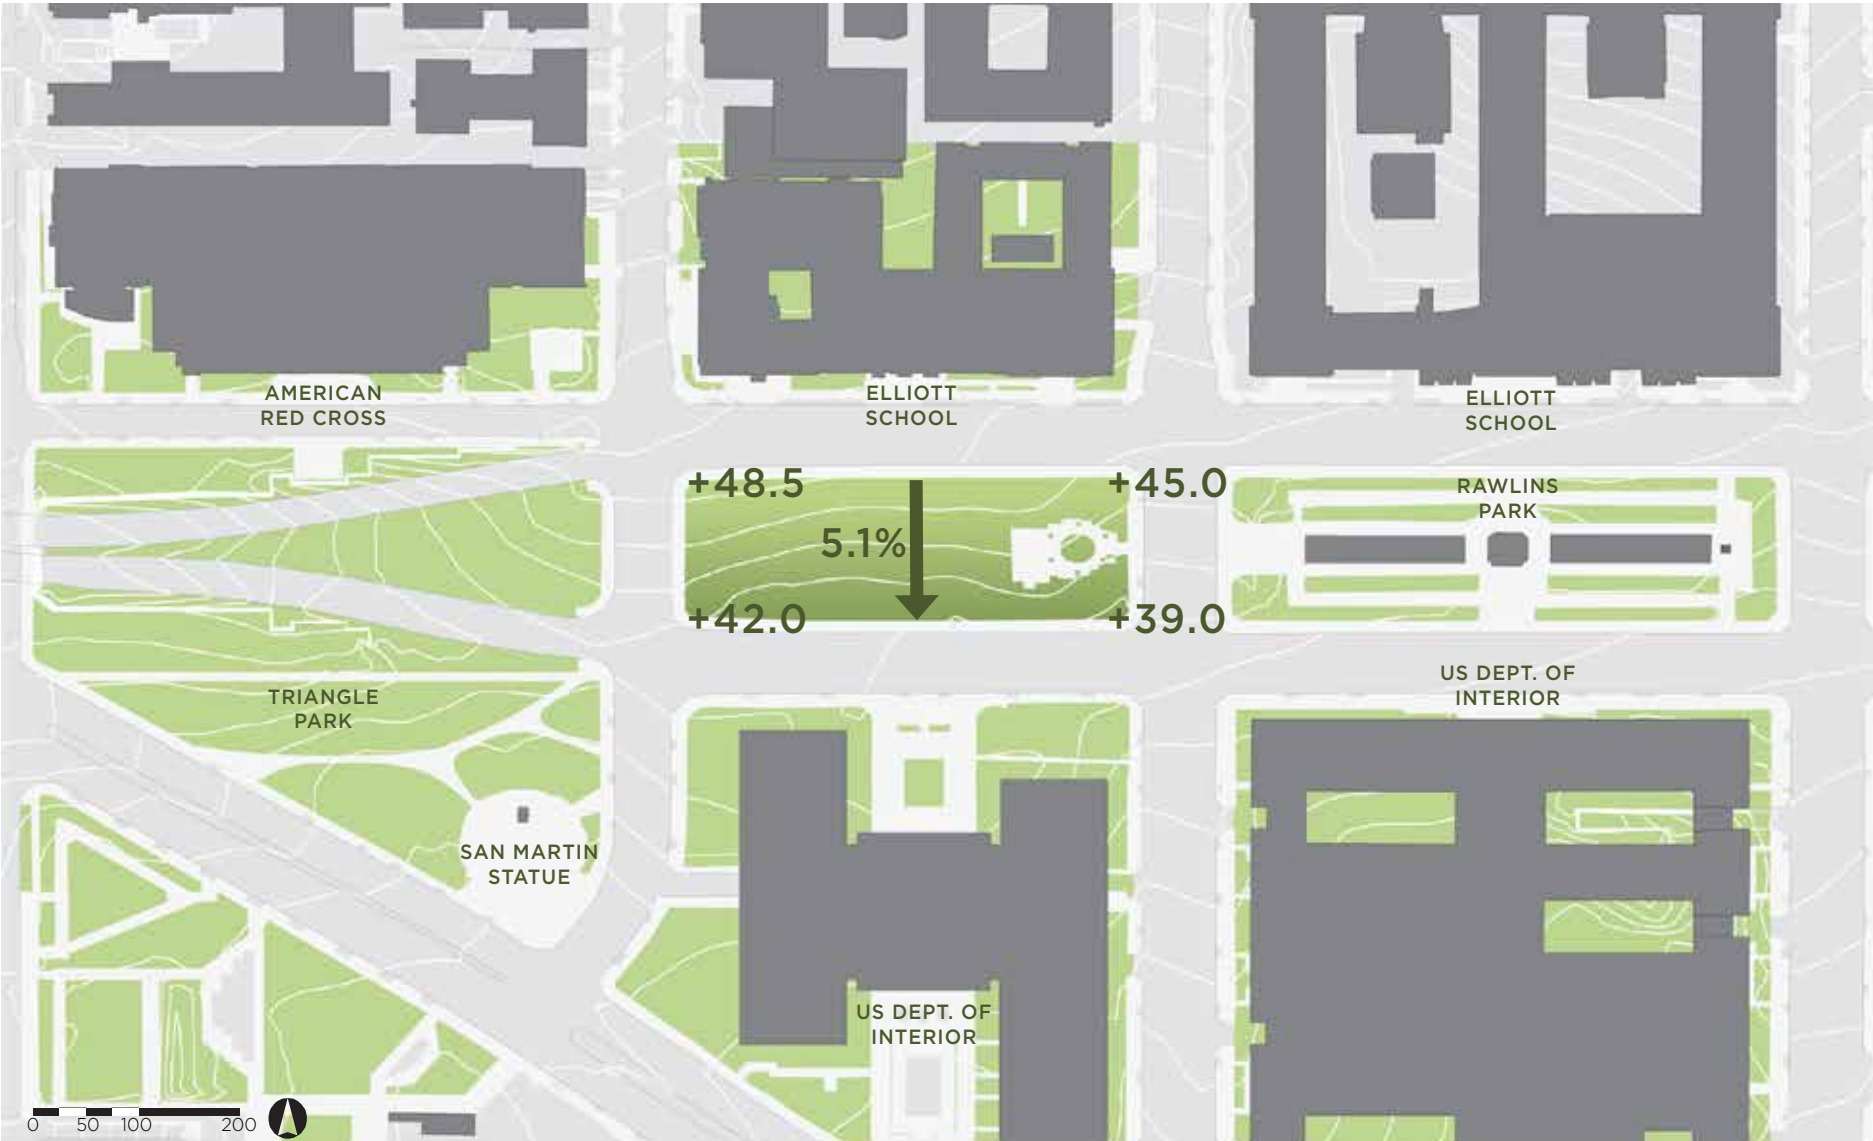 AMERICAN
RED CROSS
ELLIOTT
SCHOOL
ELLIOTT
SCHOOL
+48.5
+45.0
RAWLINS
PARK
5.1%
+42.0
+39.0
TRIANGLE
PARK
US DEPT. OF
INTERIOR
SAN MARTIN
STATUE
US DEPT. OF
INTERIOR
0 50 100 200